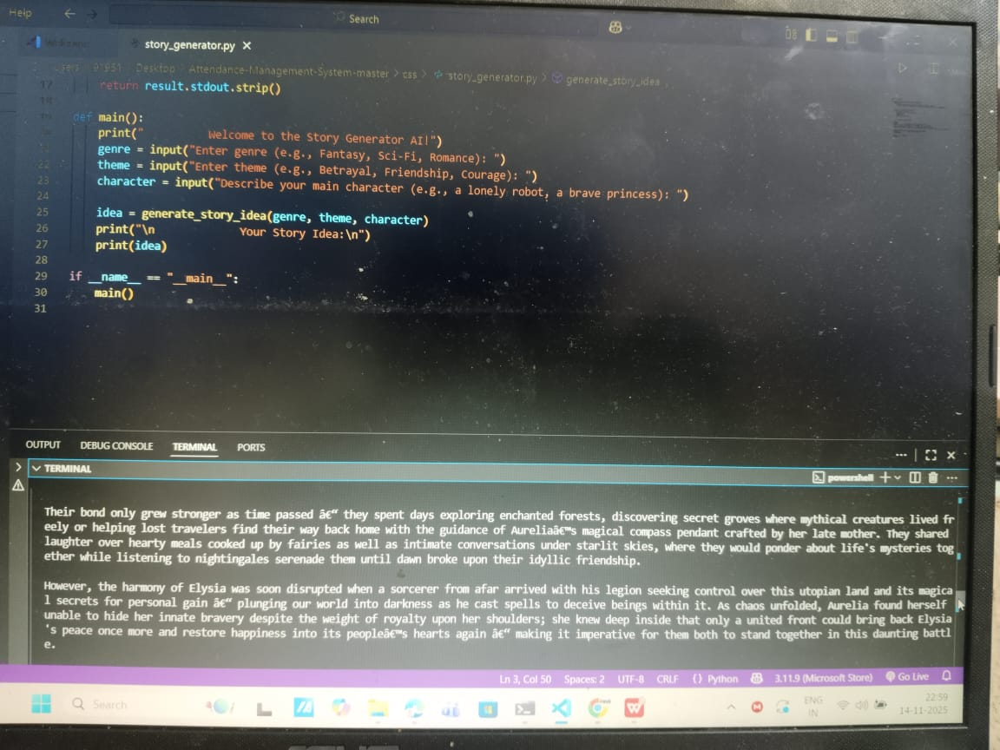 Help
Search
story_generator.py
Users > 91951 > Desktop > Attendance-Management-System-master > css > story_generator.py > generate_story_idea
17 return result.stdout.strip()
18
19 def main():
print(" Welcome to the Story Generator AI!")
genre = input("Enter genre (e.g., Fantasy, Sci-Fi, Romance): ")
22 theme = input("Enter theme (e.g., Betrayal, Friendship, Courage): ")
23 character = input("Describe your main character (e.g., a lonely robot, a brave princess): ")
24
25 idea = generate_story_idea(genre, theme, character)
26 print("\n Your Story Idea:\n")
27 print(idea)
28
29 if __name__ == "__main__":
30 main()
31
OUTPUT DEBUG CONSOLE TERMINAL PORTS
TERMINAL
powershell
Their bond only grew stronger as time passed â€“ they spent days exploring enchanted forests, discovering secret groves where mythical creatures lived fr
eely or helping lost travelers find their way back home with the guidance of Aureliaâ€™s magical compass pendant crafted by her late mother. They shared
laughter over hearty meals cooked up by fairies as well as intimate conversations under starlit skies, where they would ponder about life's mysteries tog
ether while listening to nightingales serenade them until dawn broke upon their idyllic friendship.
However, the harmony of Elysia was soon disrupted when a sorcerer from afar arrived with his legion seeking control over this utopian land and its magica
l secrets for personal gain â€“ plunging our world into darkness as he cast spells to deceive beings within it. As chaos unfolded, Aurelia found herself
unable to hide her innate bravery despite the weight of royalty upon her shoulders; she knew deep inside that only a united front could bring back Elysia
's peace once more and restore happiness into its peopleâ€™s hearts again â€“ making it imperative for them both to stand together in this daunting battl
e.
Ln 3, Col 50 Spaces: 2 UTF-8 CRLF {} Python 3.11.9 (Microsoft Store) Go Live
Search
ENG
IN
22:59
14-11-2025